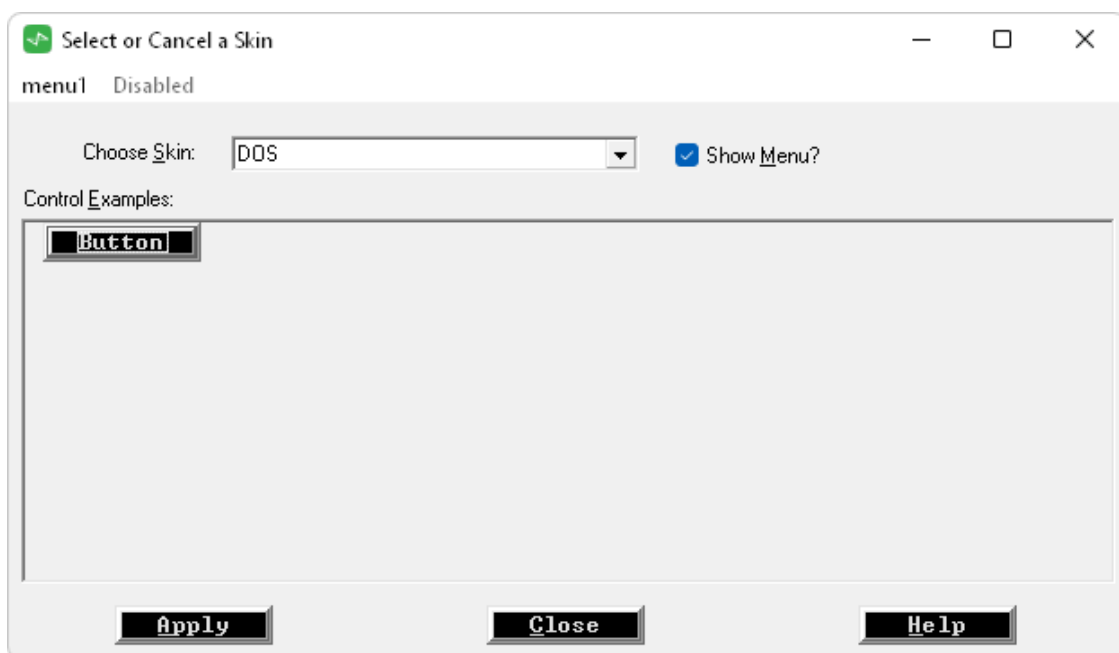 Select or Cancel a Skin
menu1 Disabled
Choose Skin: DOS Show Menu?
Control Examples:
Button
Apply Close Help